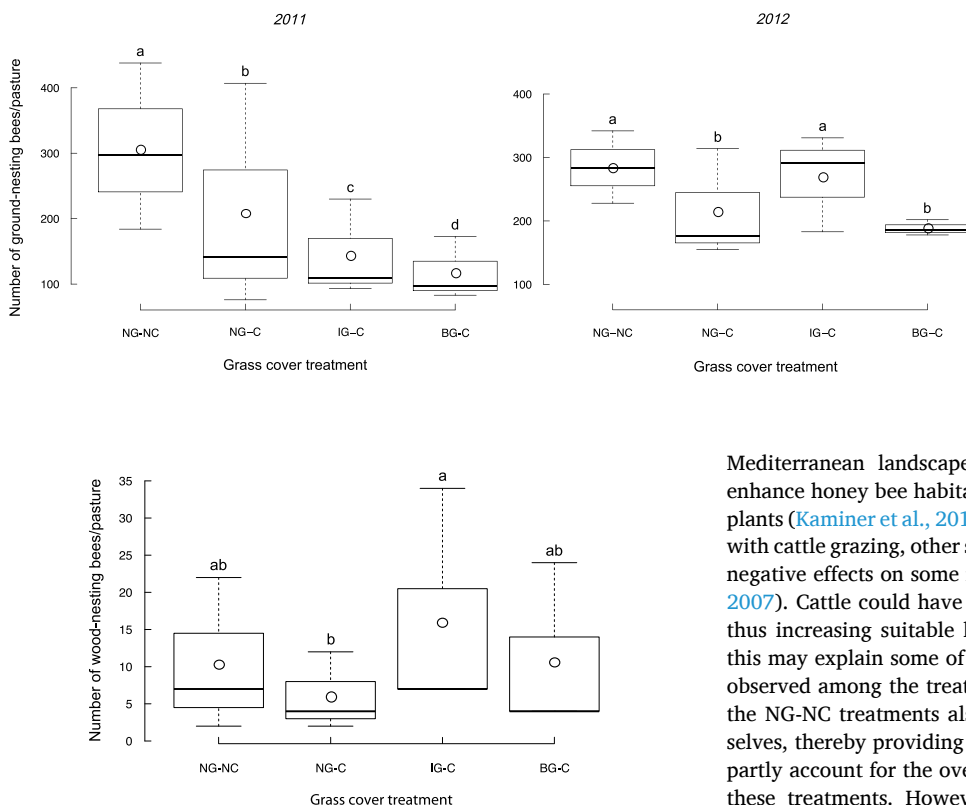 2011
2012
Number of ground-nesting bees/pasture
400
300
200
100
a
b
c
d
NG-NC
NG–C
IG–C
BG-C
Grass cover treatment
400
300
200
100
a
b
a
b
NG–NC
NG–C
IG–C
BG–C
Grass cover treatment
Number of wood-nesting bees/pasture
35
30
25
20
15
10
5
0
ab
b
a
ab
NG-NC
NG-C
IG-C
BG-C
Grass cover treatment
Mediterranean landscape
enhance honey bee habita
plants (Kaminer et al., 201
with cattle grazing, other s
negative effects on some
2007). Cattle could have
thus increasing suitable l
this may explain some of
observed among the treat
the NG-NC treatments al
selves, thereby providing
partly account for the ove
these treatments. Howev